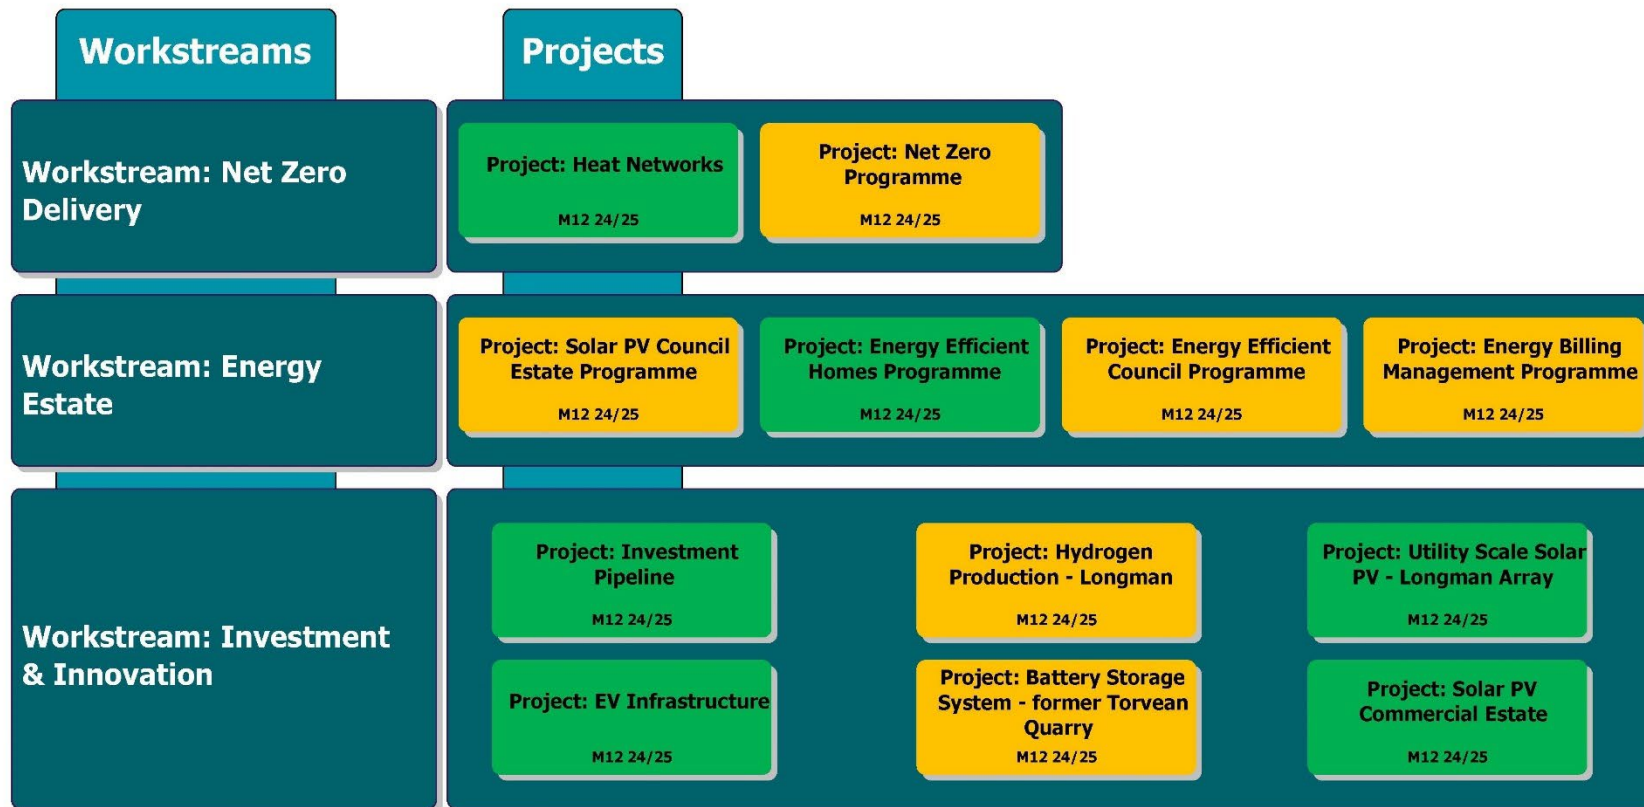 Workstreams
Projects
Workstream: Net Zero
Delivery
Project: Heat Networks
M12 24/25
Project: Net Zero
Programme
M12 24/25
Workstream: Energy
Estate
Project: Solar PV Council
Estate Programme
M12 24/25
Project: Energy Efficient
Homes Programme
M12 24/25
Project: Energy Efficient
Council Programme
M12 24/25
Project: Energy Billing
Management Programme
M12 24/25
Workstream: Investment
& Innovation
Project: Investment
Pipeline
M12 24/25
Project: Hydrogen
Production - Longman
M12 24/25
Project: Utility Scale Solar
PV - Longman Array
M12 24/25
Project: EV Infrastructure
M12 24/25
Project: Battery Storage
System - former Torvean
Quarry
M12 24/25
Project: Solar PV
Commercial Estate
M12 24/25